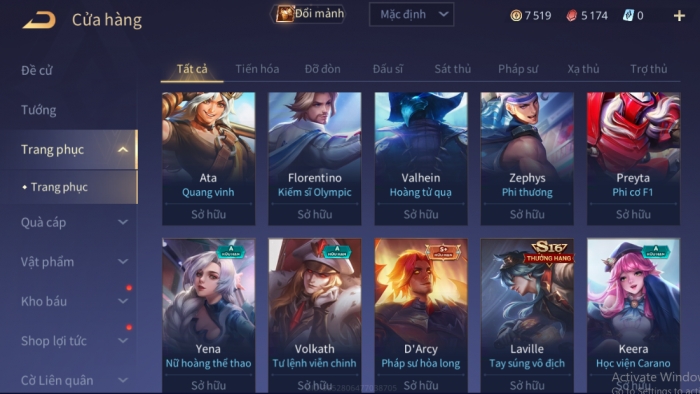 Cửa hàng
Đổi mảnh
Mặc định
7 519
5 174
0
Đề cử
Tướng
Trang phục
Trang phục
Quà cáp
Vật phẩm
Kho báu
Shop lợi tức
Cờ Liên quân
Tất cả
Tiến hóa
Đỡ đòn
Đấu sĩ
Sát thủ
Pháp sư
Xạ thủ
Trợ thủ
Ata
Quang vinh
Sở hữu
Florentino
Kiếm sĩ Olympic
Sở hữu
Valhein
Hoàng tử quạ
Sở hữu
Zephys
Phi thương
Sở hữu
Preyta
Phi cơ F1
Sở hữu
A
HỮU HẠN
Yena
Nữ hoàng thể thao
Sở hữu
A
HỮU HẠN
Volkath
Tư lệnh viễn chinh
Sở hữu
S+
HỮU HẠN
D'Arcy
Pháp sư hỏa long
Sở hữu
S16
THƯỞNG HẠNG
Laville
Tay súng vô địch
Sở hữu
A
HỮU HẠN
Keera
Học viện Carano
Sở hữu
Activate Window
Go to Settings to acti